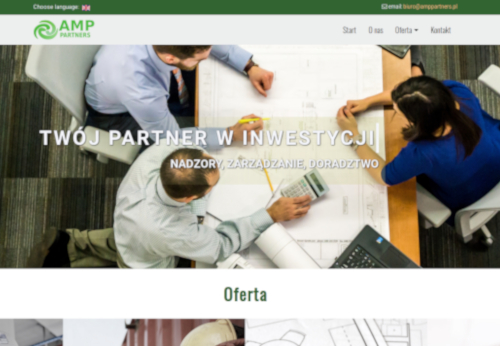 Choose language:
email: biuro@amppartners.pl
AMP
PARTNERS
Start O nas Oferta Kontakt
TWÓJ PARTNER W INWESTYCJI
NADZORY, ZARZĄDZANIE, DORADZTWO
Oferta